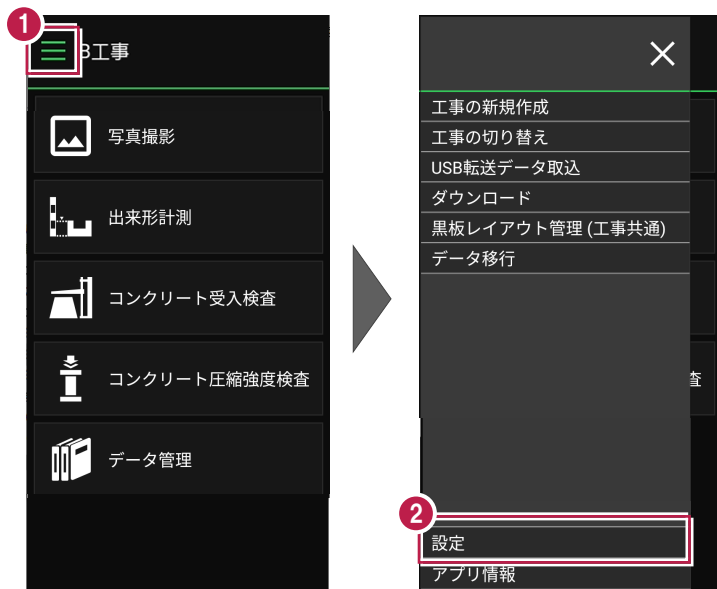 1
B工事
写真撮影
出来形計測
コンクリート受入検査
コンクリート圧縮強度検査
データ管理
工事の新規作成
工事の切り替え
USB転送データ取込
ダウンロード
黒板レイアウト管理 (工事共通)
データ移行
査
2
設定
アプリ情報